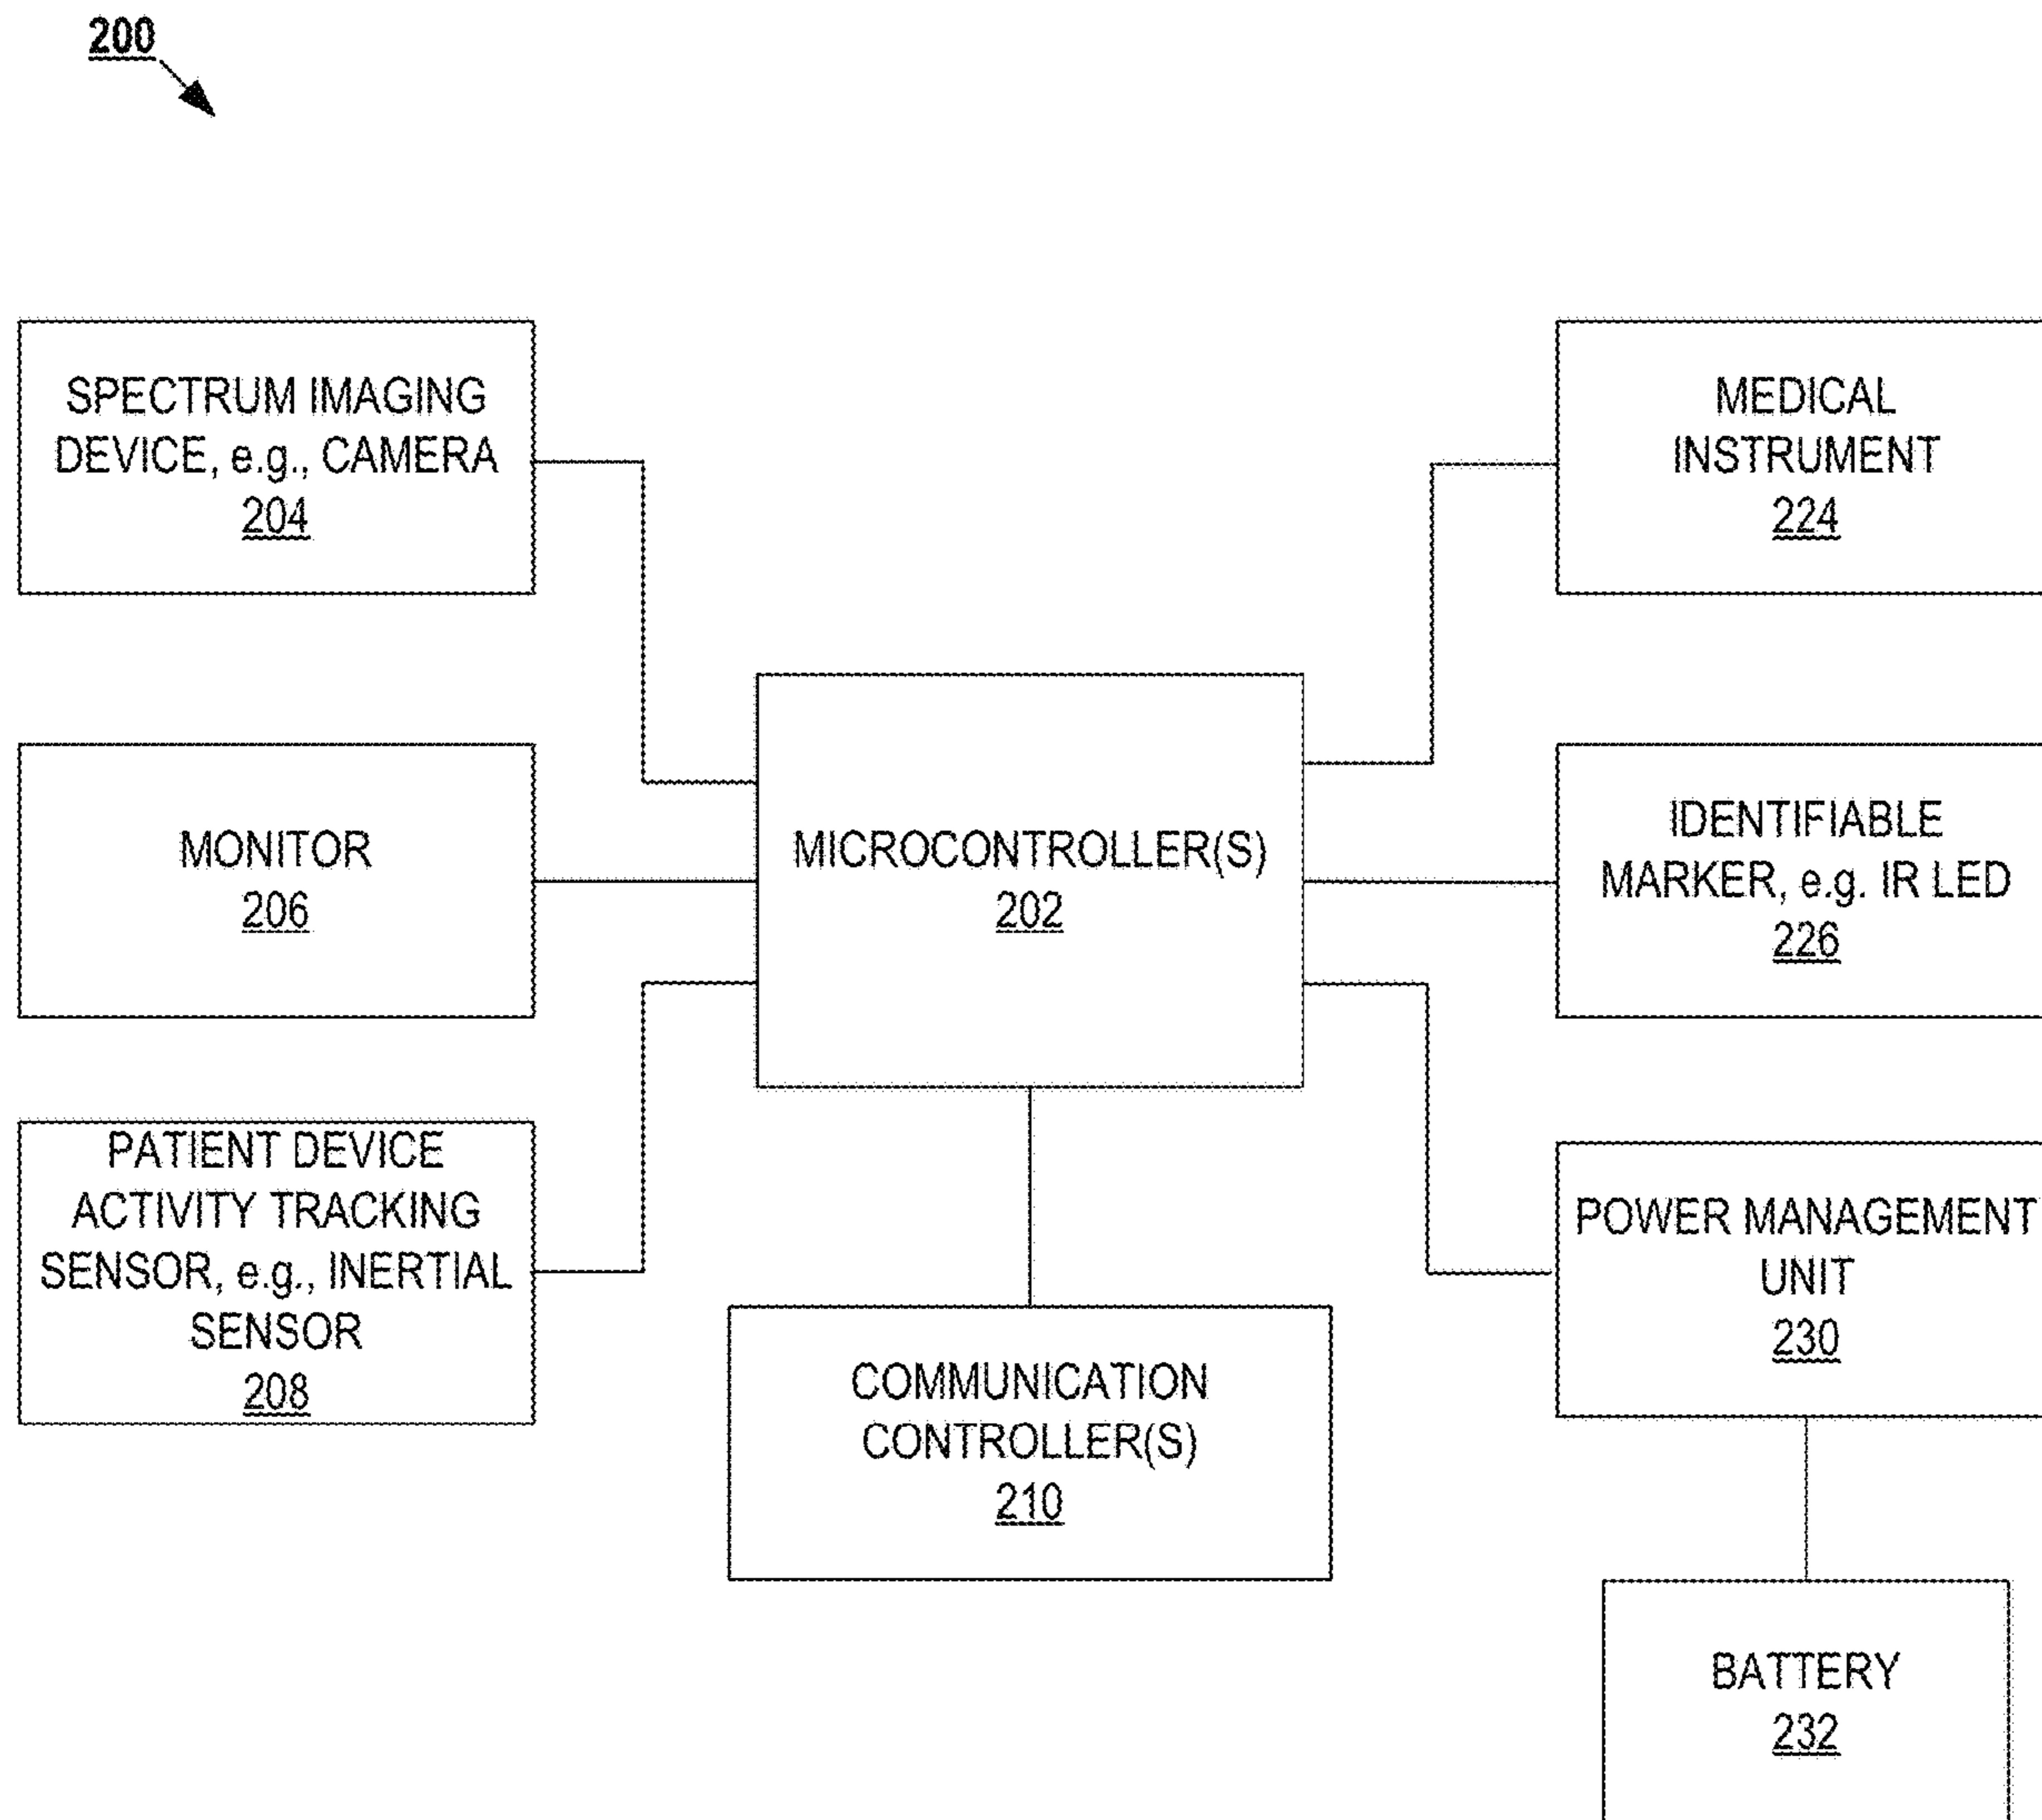 200
SPECTRUM IMAGING
DEVICE, e.g., CAMERA
204
MEDICAL
INSTRUMENT
224
MONITOR
206
MICROCONTROLLER(S)
202
IDENTIFIABLE
MARKER, e.g. IR LED
226
PATIENT DEVICE
ACTIVITY TRACKING
SENSOR, e.g., INERTIAL
SENSOR
208
COMMUNICATION
CONTROLLER(S)
210
POWER MANAGEMENT
UNIT
230
BATTERY
232